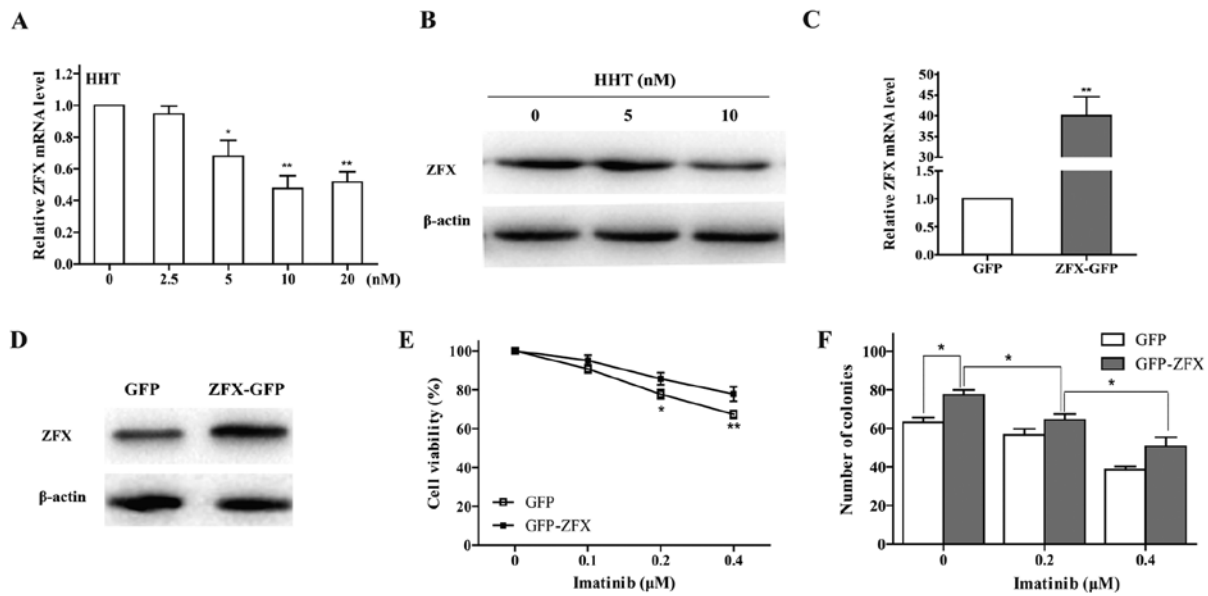 A
Relative ZFX mRNA level
1.2
1.0
0.8
0.6
0.4
0.2
0.0
HHT
*
**
**
0 2.5 5 10 20 (nM)
B
HHT (nM)
0 5 10
ZFX
β-actin
C
Relative ZFX mRNA level
50
45
40
35
30
1.0
0.5
0.0
**
GFP ZFX-GFP
D
GFP ZFX-GFP
ZFX
β-actin
E
Cell viability (%)
100
80
60
40
20
0
*
**
GFP
GFP-ZFX
0 0.1 0.2 0.4
Imatinib (μM)
F
Number of colonies
100
80
60
40
20
0
GFP
GFP-ZFX
*
*
*
0 0.2 0.4
Imatinib (μM)